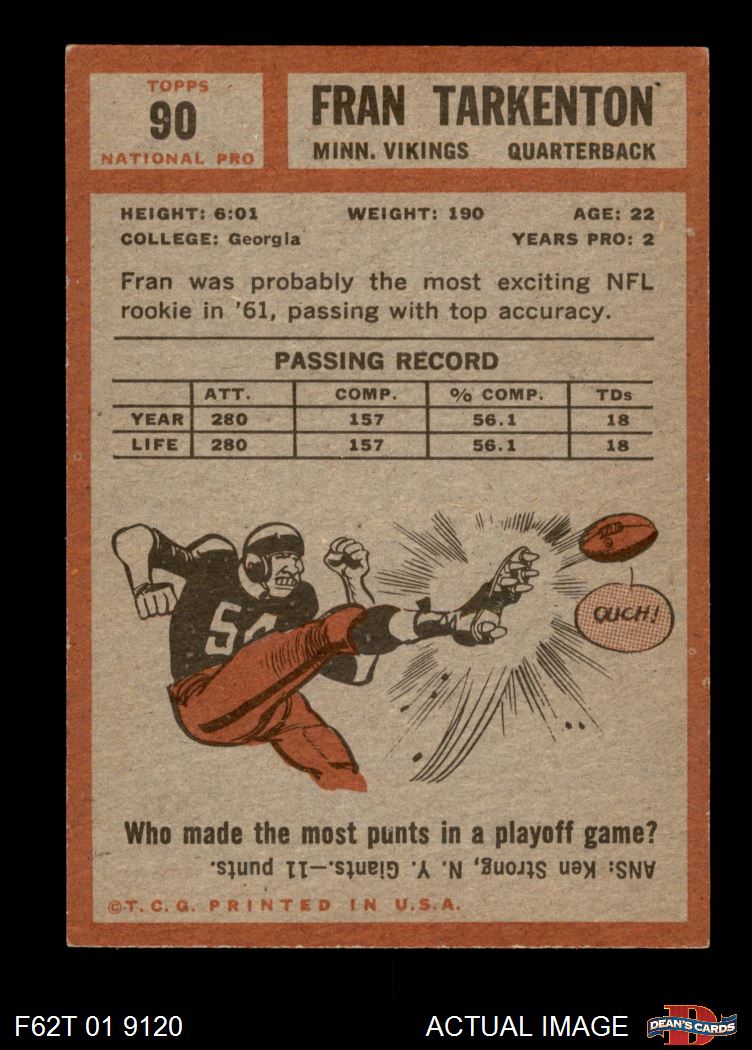 TOPPS
90
NATIONAL PRO
FRAN TARKENTON
MINN. VIKINGS QUARTERBACK
HEIGHT: 6:01 WEIGHT: 190 AGE: 22
COLLEGE: Georgia YEARS PRO: 2
Fran was probably the most exciting NFL
rookie in '61, passing with top accuracy.
PASSING RECORD
ATT. COMP. % COMP. TDs
YEAR 280 157 56.1 18
LIFE 280 157 56.1 18
54
OUCH!
Who made the most punts in a playoff game?
ANS: Ken Strong, N. Y. Giants.—11 punts.
©T.C.G. PRINTED IN U.S.A.
F62T 01 9120 ACTUAL IMAGE
D
DEAN'S CARDS